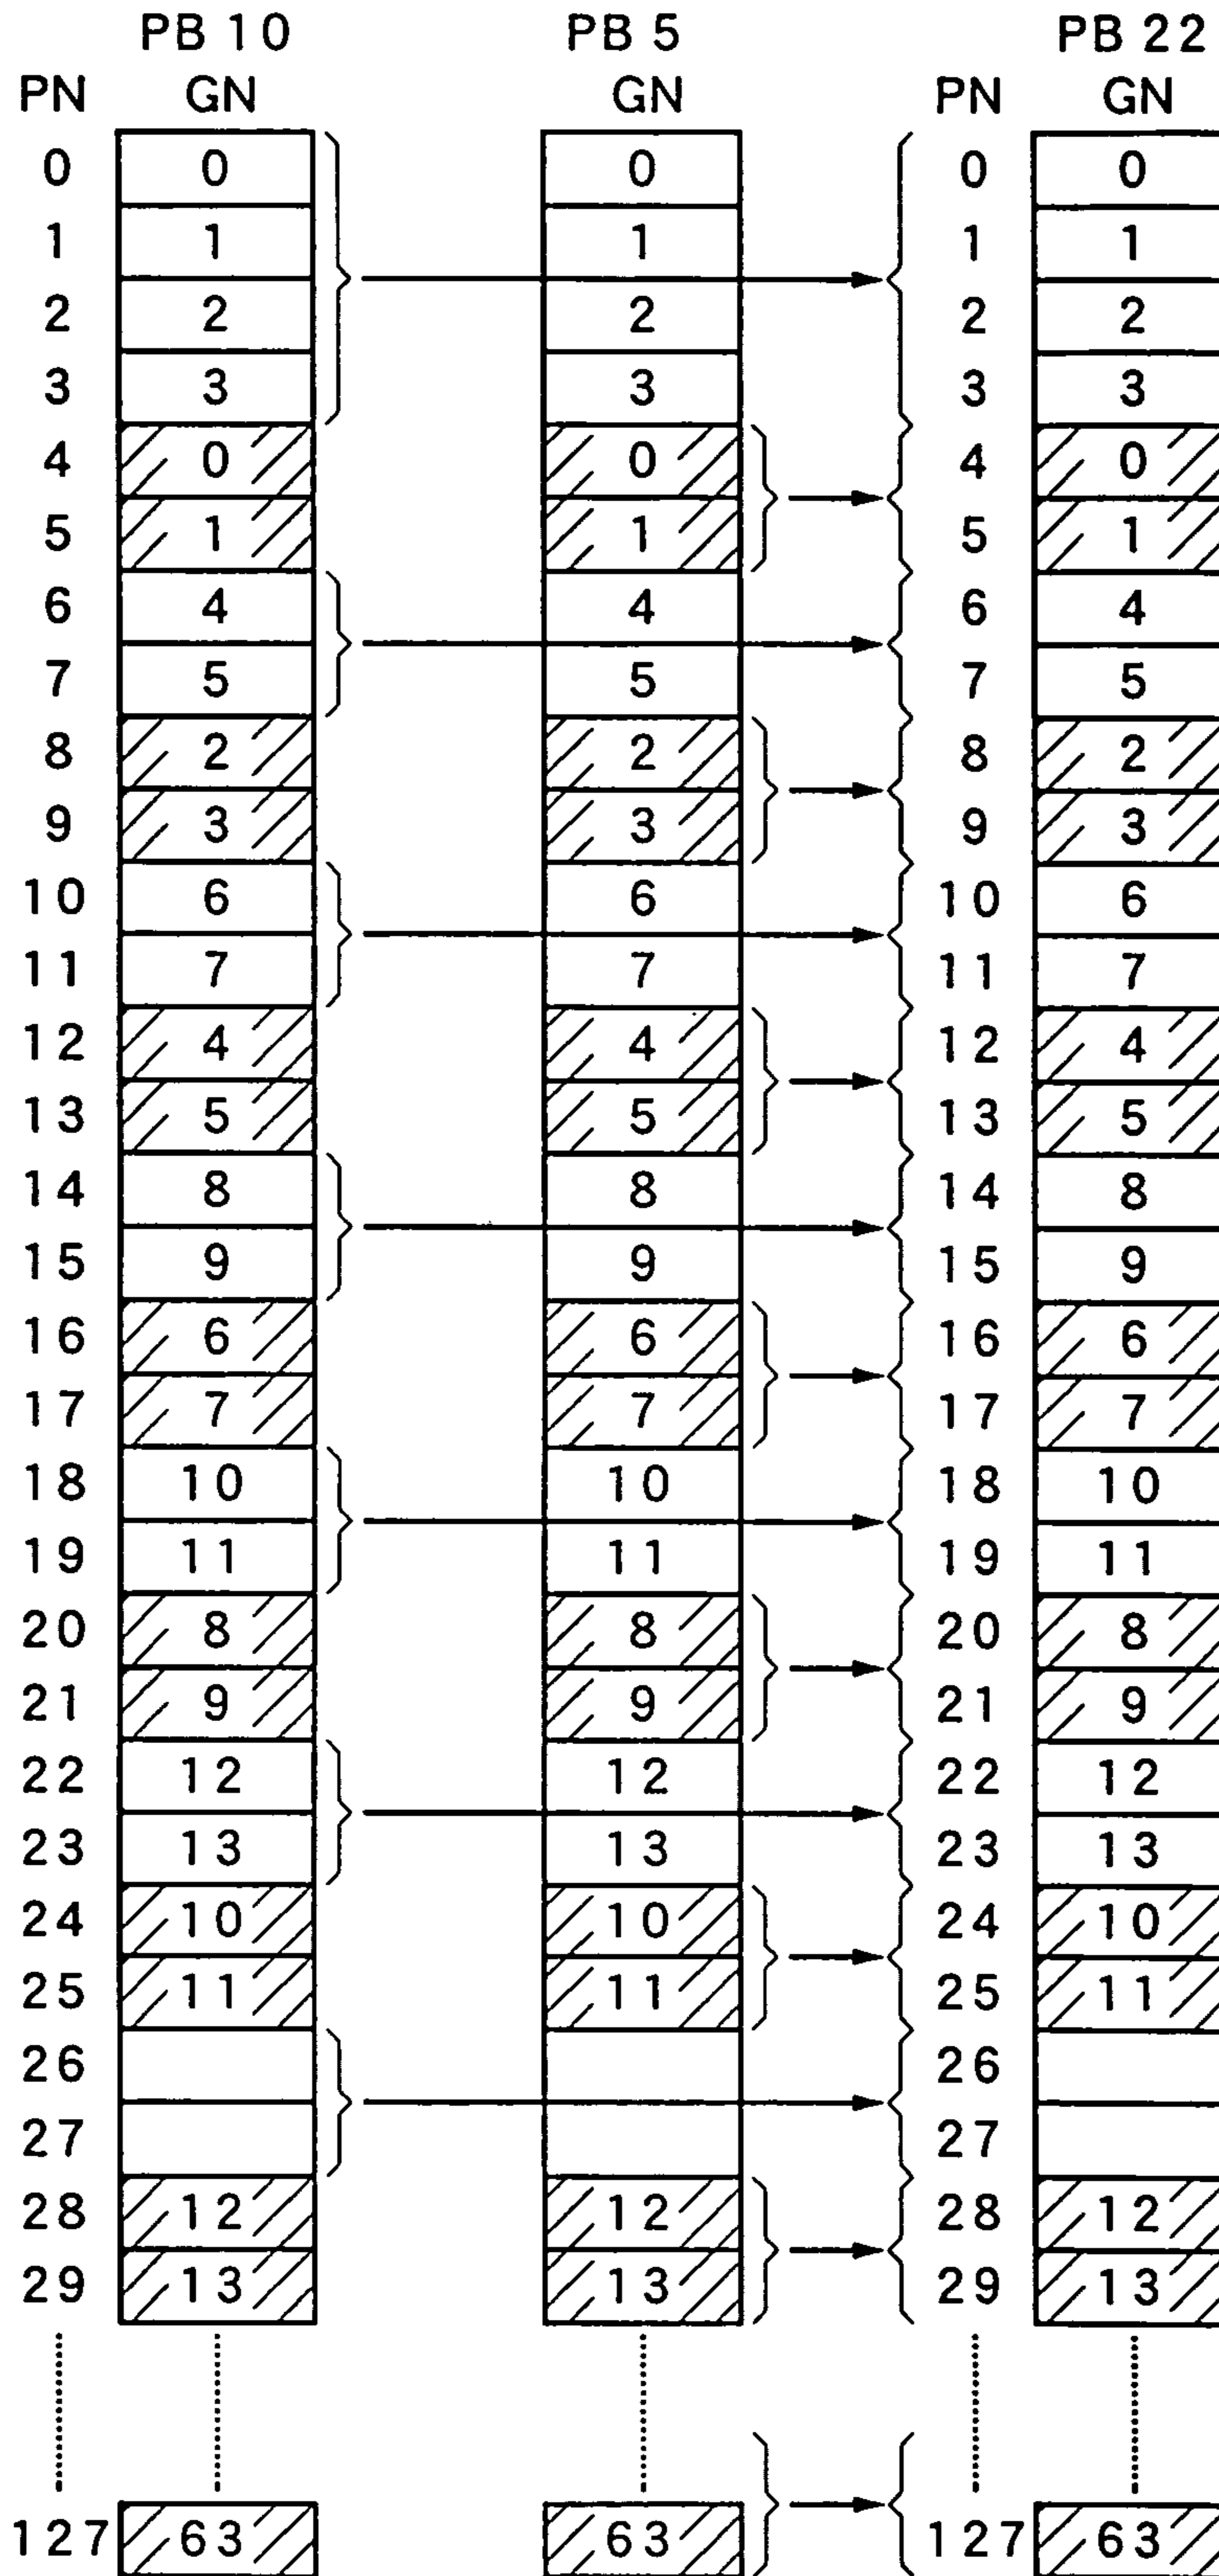 PB 10 PB 5 PB 22
PN GN GN PN GN
0 0 0 0 0
1 1 1 1 1
2 2 2 2 2
3 3 3 3 3
4 0 0 4 0
5 1 1 5 1
6 4 4 6 4
7 5 5 7 5
8 2 2 8 2
9 3 3 9 3
10 6 6 10 6
11 7 7 11 7
12 4 4 12 4
13 5 5 13 5
14 8 8 14 8
15 9 9 15 9
16 6 6 16 6
17 7 7 17 7
18 10 10 18 10
19 11 11 19 11
20 8 8 20 8
21 9 9 21 9
22 12 12 22 12
23 13 13 23 13
24 10 10 24 10
25 11 11 25 11
26 26
27 27
28 12 12 28 12
29 13 13 29 13
127 63 63 127 63